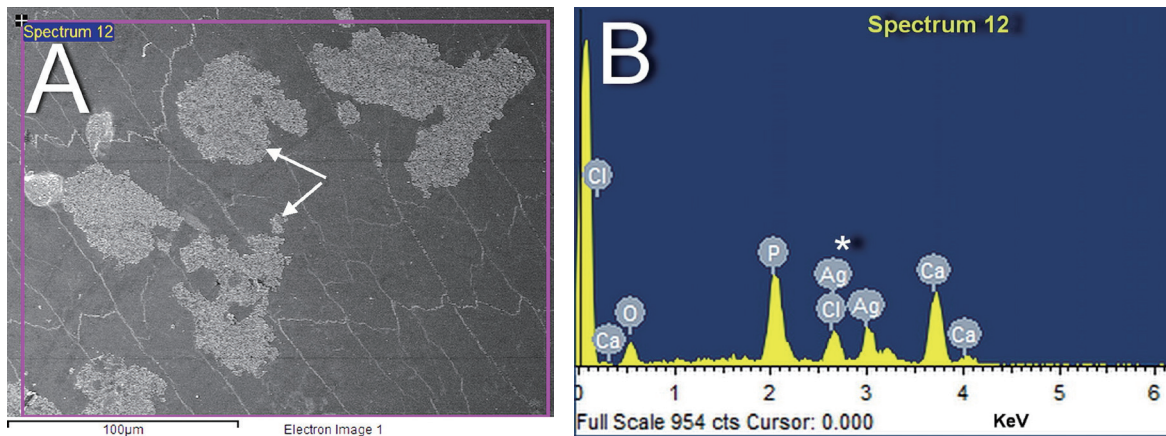 Spectrum 12
A
100µm
Electron Image 1
B
Spectrum 12
Cl
P
*
Ag
Ca
O
Cl
Ag
Ca
Ca
0 1 2 3 4 5 6
Full Scale 954 cts Cursor: 0.000
KeV